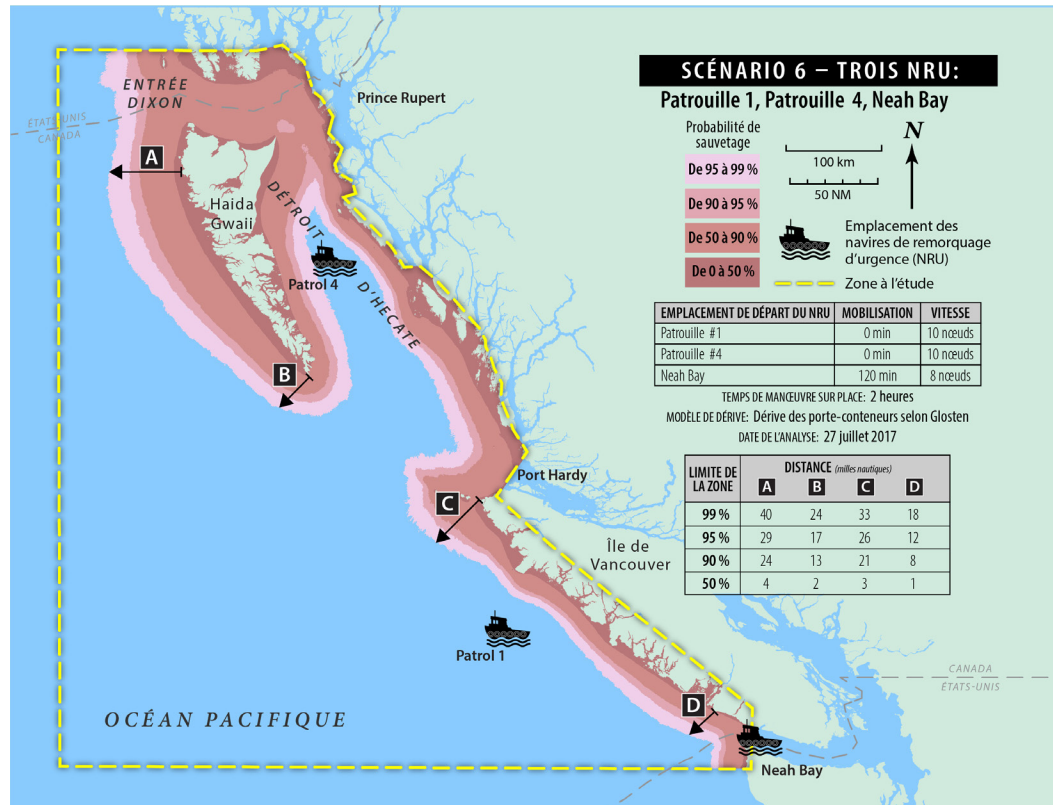 SCÉNARIO 6 – TROIS NRU:
Patrouille 1, Patrouille 4, Neah Bay
Probabilité de
sauvetage
De 95 à 99 %
De 90 à 95 %
De 50 à 90 %
De 0 à 50 %
100 km
50 NM
N
Emplacement des
navires de remorquage
d'urgence (NRU)
Zone à l'étude
EMPLACEMENT DE DÉPART DU NRU MOBILISATION VITESSE
Patrouille #1 0 min 10 nœuds
Patrouille #4 0 min 10 nœuds
Neah Bay 120 min 8 nœuds
TEMPS DE MANŒUVRE SUR PLACE: 2 heures
MODÈLE DE DÉRIVE: Dérive des porte-conteneurs selon Glosten
DATE DE L'ANALYSE: 27 juillet 2017
LIMITE DE
LA ZONE
DISTANCE (milles nautiques)
A B C D
99 % 40 24 33 18
95 % 29 17 26 12
90 % 24 13 21 8
50 % 4 2 3 1
ENTRÉE
DIXON
ÉTATS-UNIS
CANADA
Prince Rupert
A
Haida
Gwaii
DÉTROIT
D'HECATE
Patrol 4
B
Port Hardy
C
Île de
Vancouver
Patrol 1
CANADA
ÉTATS-UNIS
D
OCÉAN PACIFIQUE
Neah Bay